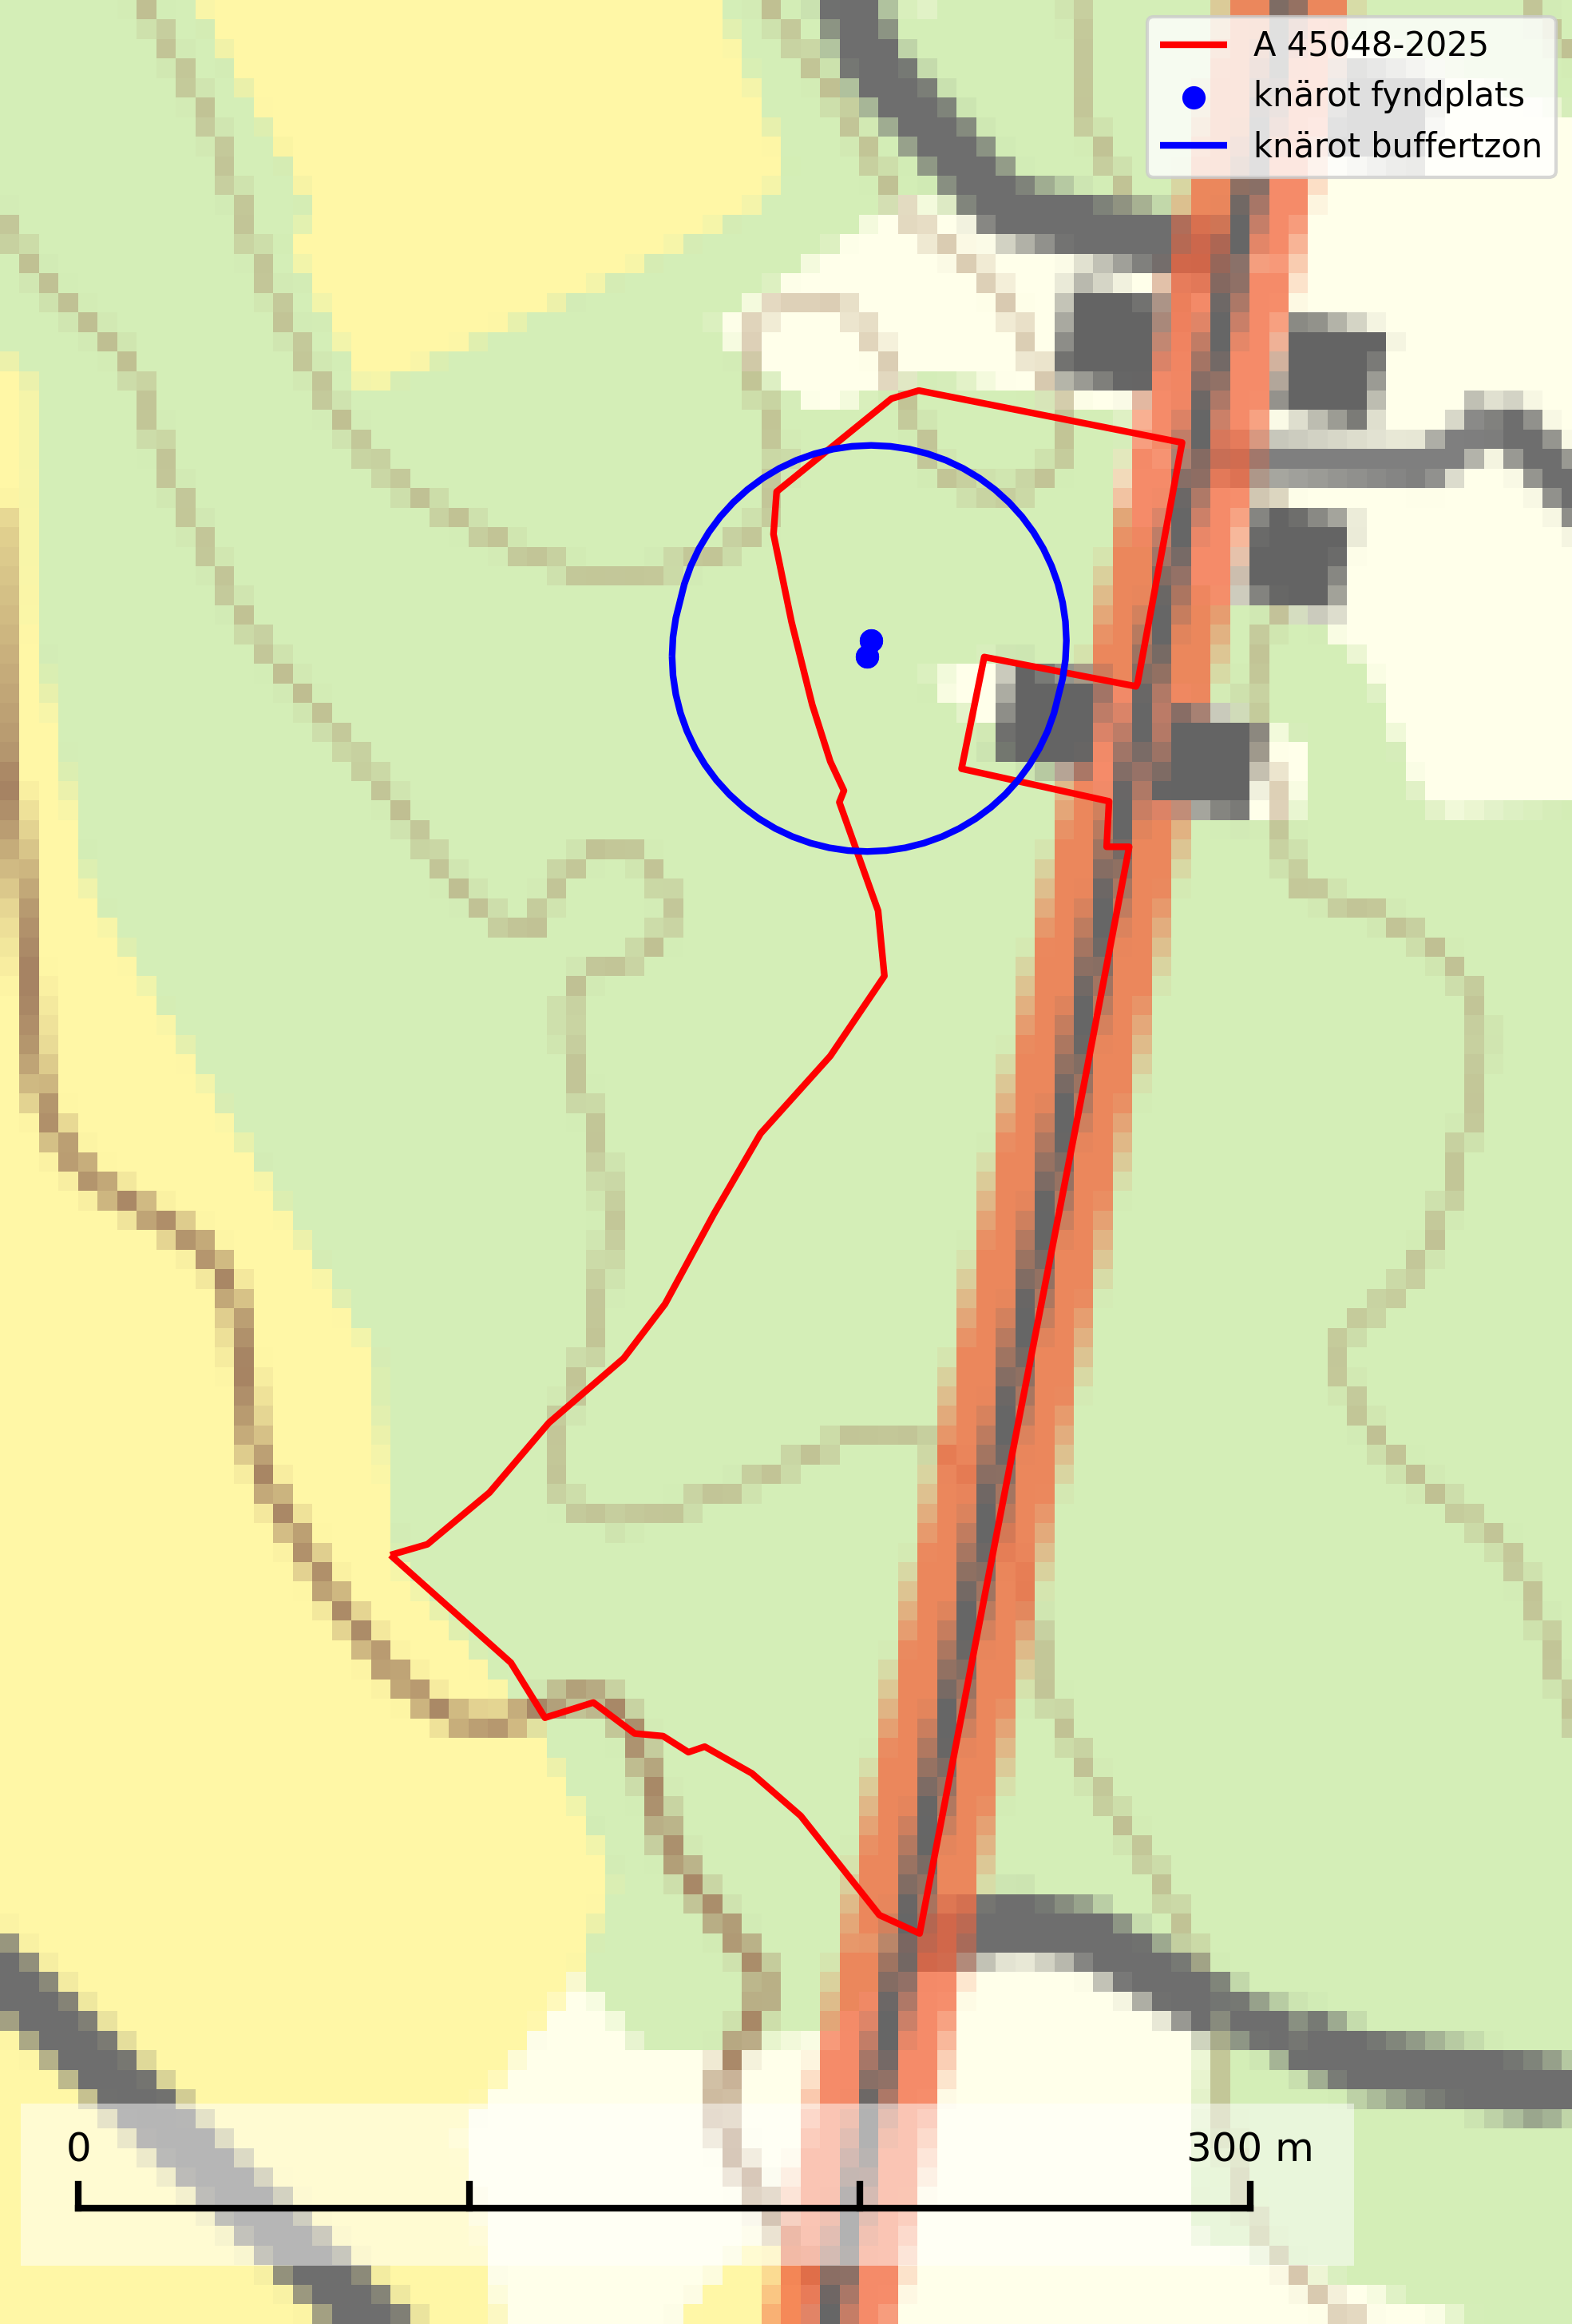 A 45048-2025
knärot fyndplats
knärot buffertzon
0 300 m